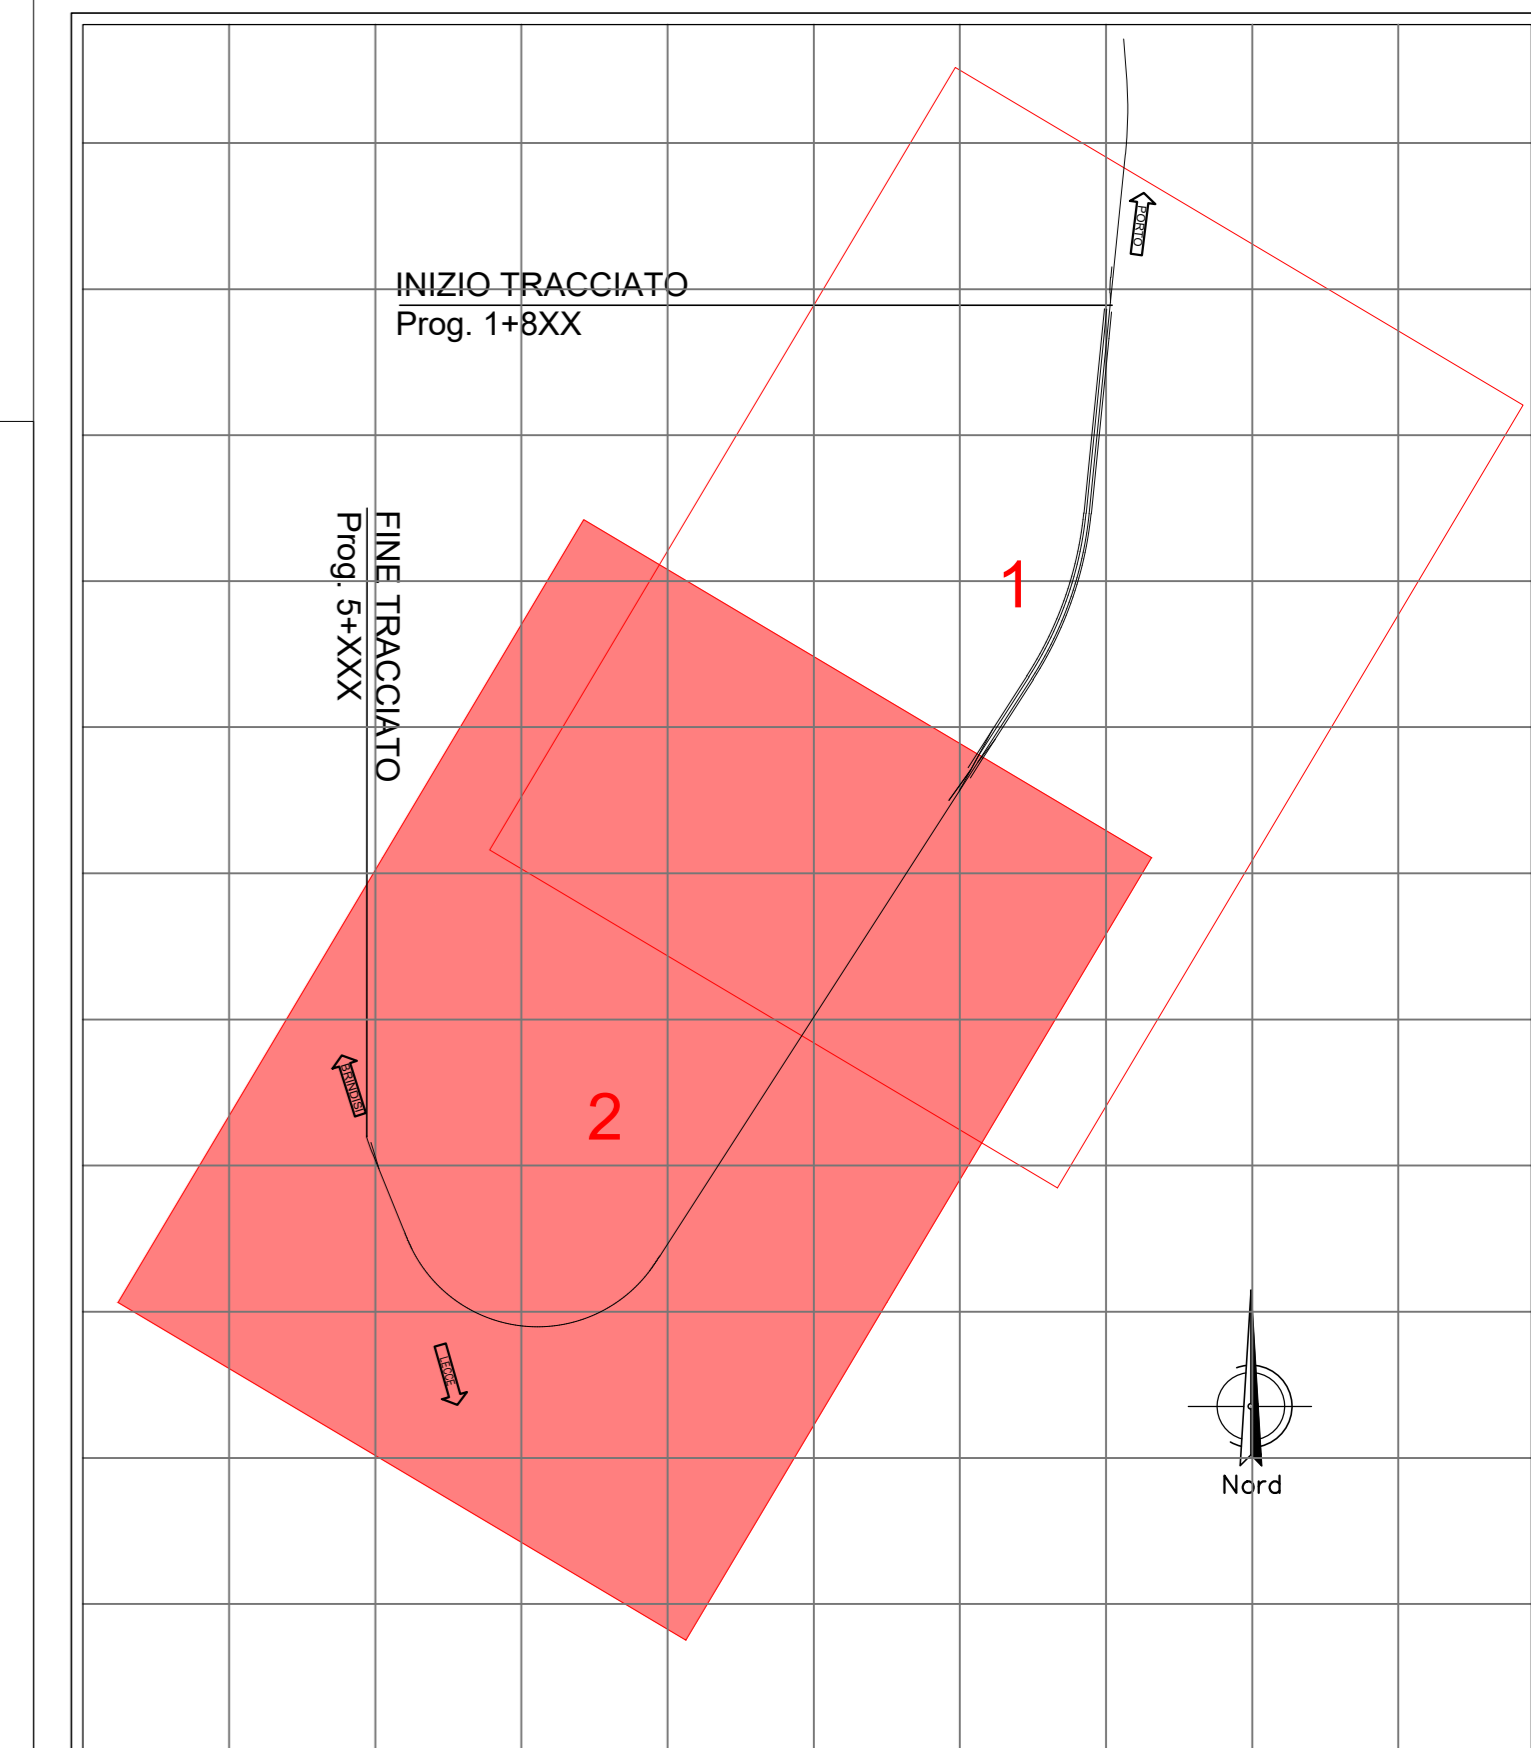 PORTO
INIZIO TRACCIATO
Prog. 1+8XX
FINE TRACCIATO
Prog. 5+XXX
1
BRINDISI
2
LECCE
Nord